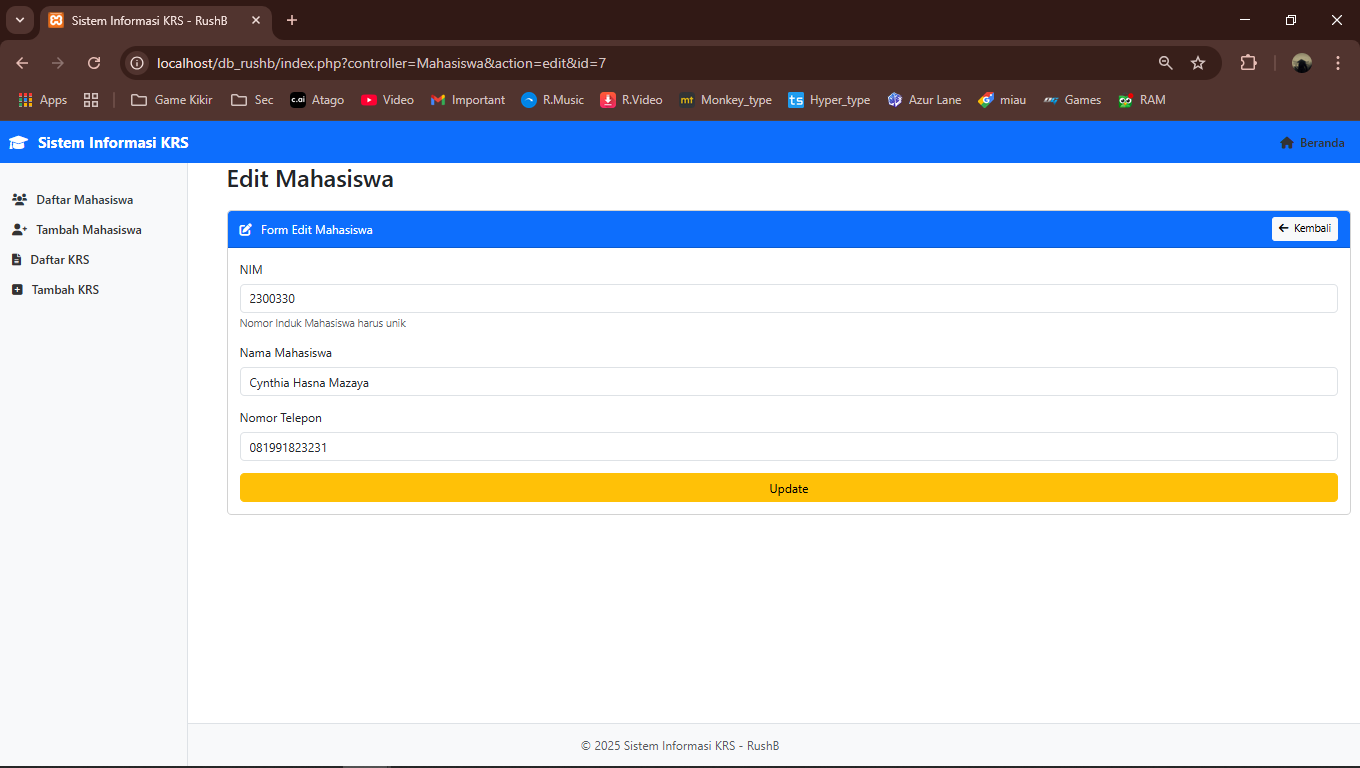 Sistem Informasi KRS - RushB
localhost/db_rushb/index.php?controller=Mahasiswa&action=edit&id=7
Apps Game Kikir Sec c.ai Atago Video Important R.Music R.Video mt Monkey_type ts Hyper_type Azur Lane miau Games RAM
Sistem Informasi KRS Beranda
Daftar Mahasiswa
Tambah Mahasiswa
Daftar KRS
Tambah KRS
Edit Mahasiswa
Form Edit Mahasiswa Kembali
NIM
2300330
Nomor Induk Mahasiswa harus unik
Nama Mahasiswa
Cynthia Hasna Mazaya
Nomor Telepon
081991823231
Update
© 2025 Sistem Informasi KRS - RushB